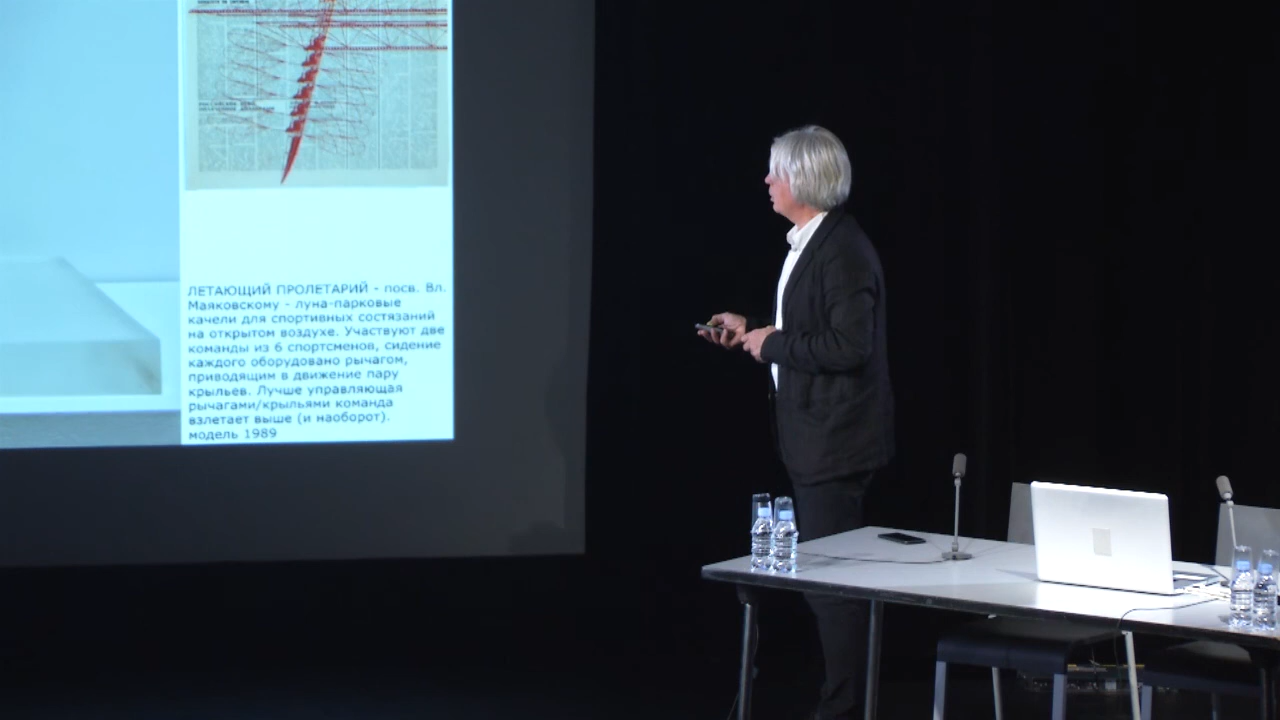 ЛЕТАЮЩИЙ ПРОЛЕТАРИЙ - посв. Вл.
Маяковскому - луна-парковые
качели для спортивных состязаний
на открытом воздухе. Участвуют две
команды из 6 спортсменов, сидение
каждого оборудовано рычагом,
приводящим в движение пару
крыльев. Лучше управляющая
рычагами/крыльями команда
взлетает выше (и наоборот).
модель 1989